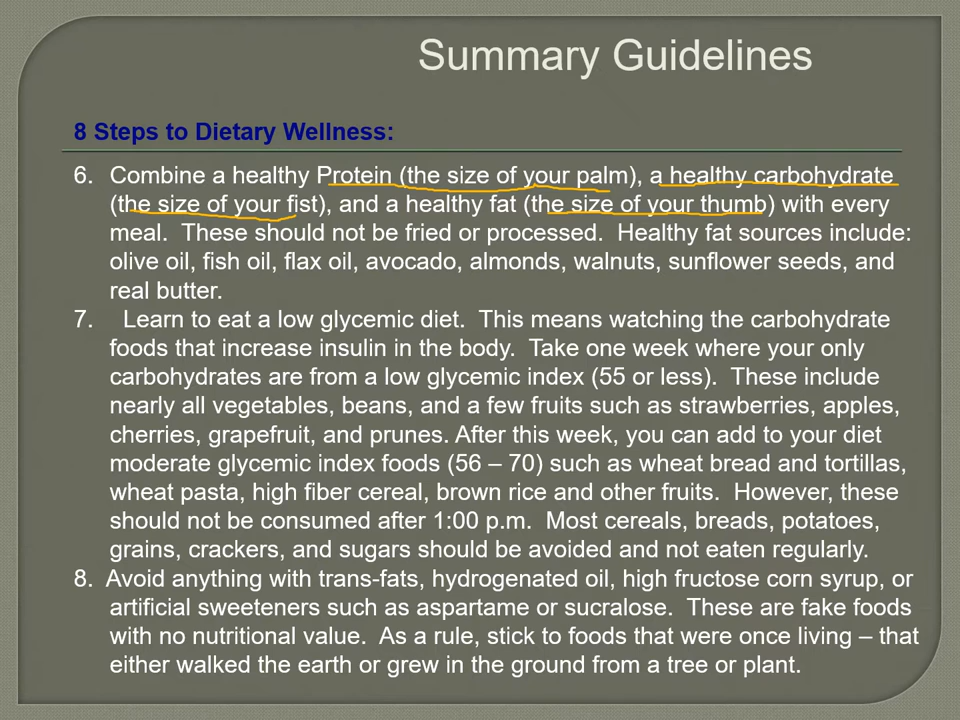 Summary Guidelines
8 Steps to Dietary Wellness:
6. Combine a healthy Protein (the size of your palm), a healthy carbohydrate
(the size of your fist), and a healthy fat (the size of your thumb) with every
meal. These should not be fried or processed. Healthy fat sources include:
olive oil, fish oil, flax oil, avocado, almonds, walnuts, sunflower seeds, and
real butter.
7. Learn to eat a low glycemic diet. This means watching the carbohydrate
foods that increase insulin in the body. Take one week where your only
carbohydrates are from a low glycemic index (55 or less). These include
nearly all vegetables, beans, and a few fruits such as strawberries, apples,
cherries, grapefruit, and prunes. After this week, you can add to your diet
moderate glycemic index foods (56 – 70) such as wheat bread and tortillas,
wheat pasta, high fiber cereal, brown rice and other fruits. However, these
should not be consumed after 1:00 p.m. Most cereals, breads, potatoes,
grains, crackers, and sugars should be avoided and not eaten regularly.
8. Avoid anything with trans-fats, hydrogenated oil, high fructose corn syrup, or
artificial sweeteners such as aspartame or sucralose. These are fake foods
with no nutritional value. As a rule, stick to foods that were once living – that
either walked the earth or grew in the ground from a tree or plant.